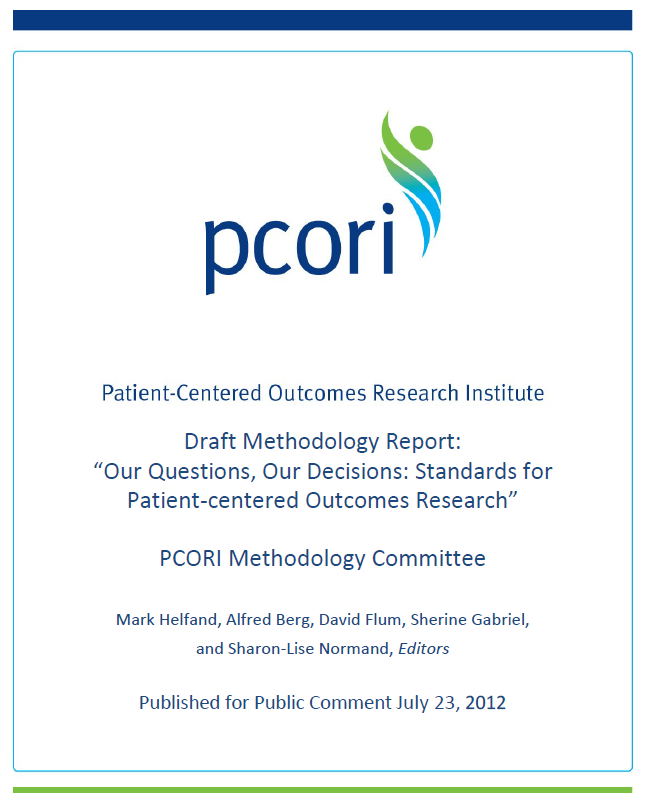 pcori
Patient-Centered Outcomes Research Institute
Draft Methodology Report:
“Our Questions, Our Decisions: Standards for
Patient-centered Outcomes Research”
PCORI Methodology Committee
Mark Helfand, Alfred Berg, David Flum, Sherine Gabriel,
and Sharon-Lise Normand, Editors
Published for Public Comment July 23, 2012